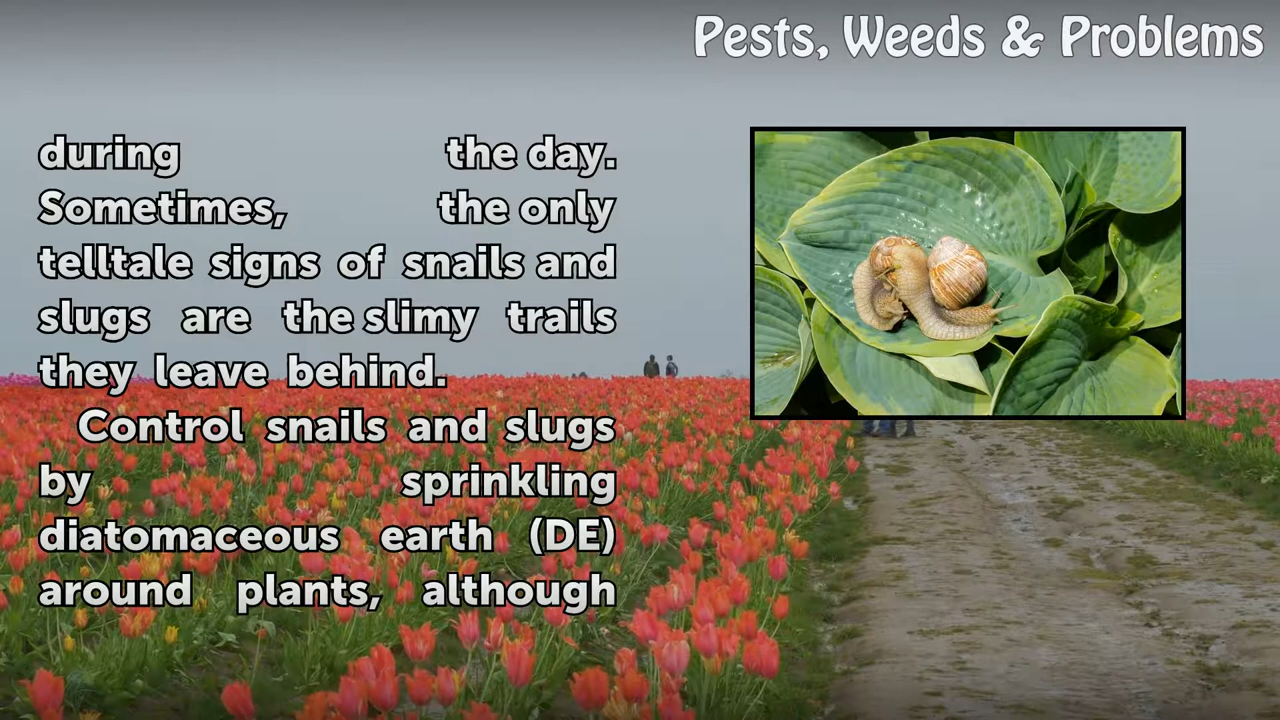 Pests, Weeds & Problems
during the day.
Sometimes, the only
telltale signs of snails and
slugs are the slimy trails
they leave behind.
Control snails and slugs
by sprinkling
diatomaceous earth (DE)
around plants, although